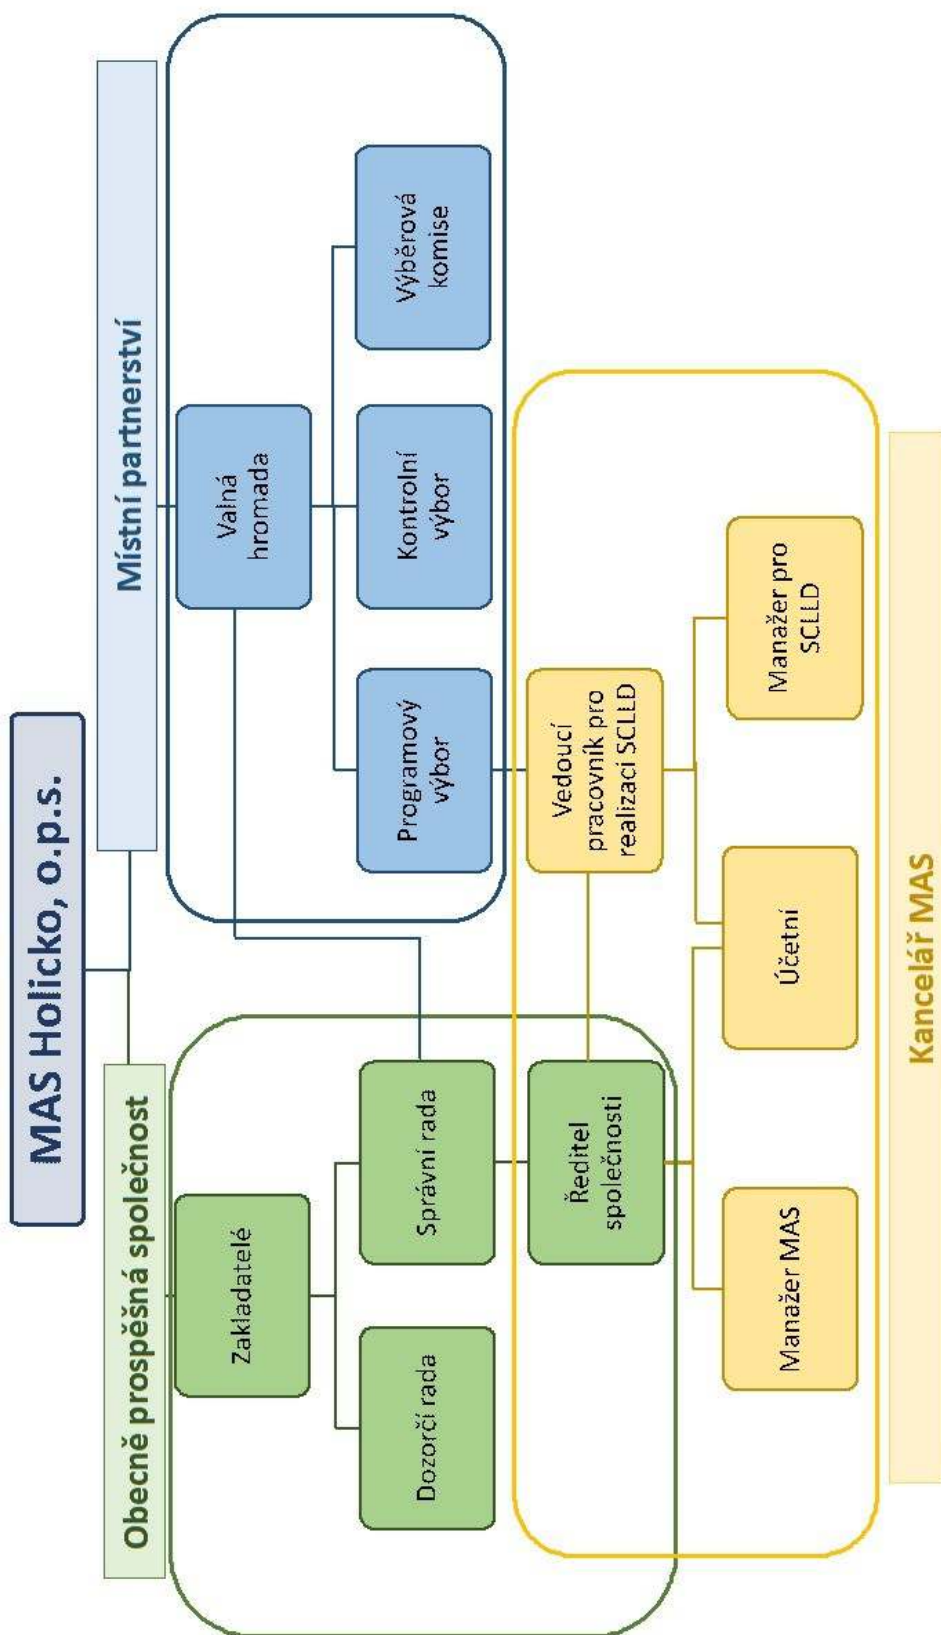 MAS Holicko, o.p.s.
Obecně prospěšná společnost
Místní partnerství
Zakladatelé
Valná
hromada
Dozorčí rada
Správní rada
Programový
výbor
Kontrolní
výbor
Výběrová
komise
Ředitel
společnosti
Vedoucí
pracovník pro
realizaci SCLLD
Manažer MAS
Účetní
Manažer pro
SCLLD
Kancelář MAS